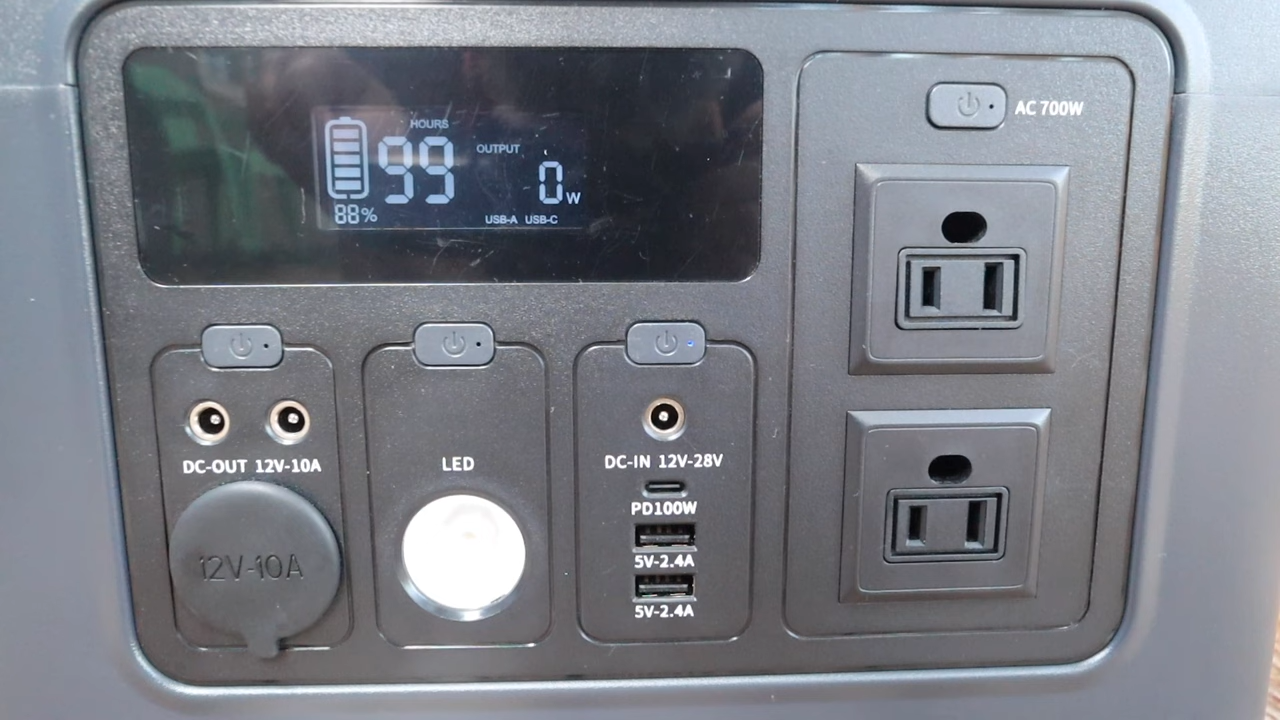 HOURS
99
88%
OUTPUT
0W
USB-A USB-C
AC 700W
DC-OUT 12V-10A
12V-10A
LED
DC-IN 12V-28V
PD100W
5V-2.4A
5V-2.4A